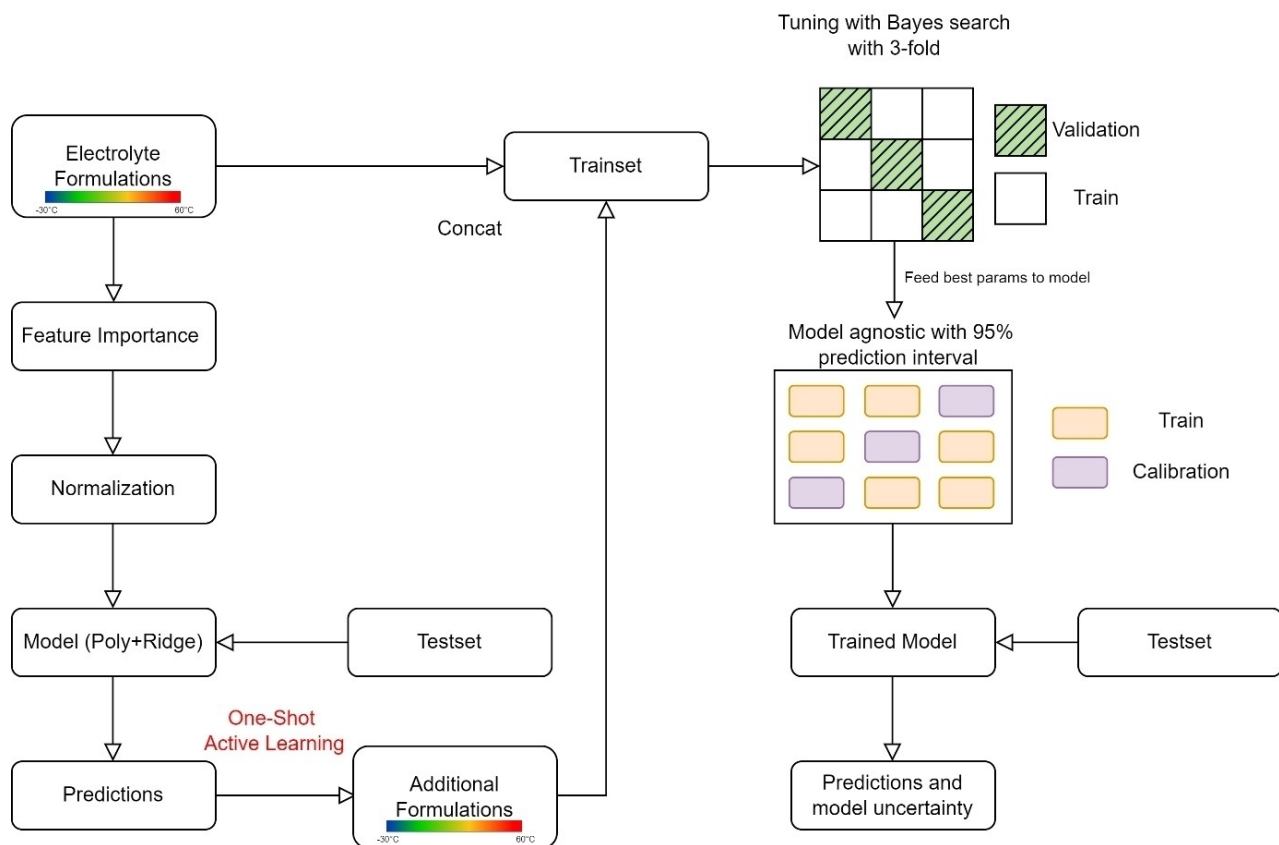 Tuning with Bayes search
with 3-fold
Electrolyte
Formulations
-30°C
60°C
Trainset
Validation
Train
Concat
Feed best params to model
Feature Importance
Model agnostic with 95%
prediction interval
Train
Calibration
Normalization
Model (Poly+Ridge)
Testset
Trained Model
Testset
One-Shot
Active Learning
Predictions
Additional
Formulations
-30°C
60°C
Predictions and
model uncertainty